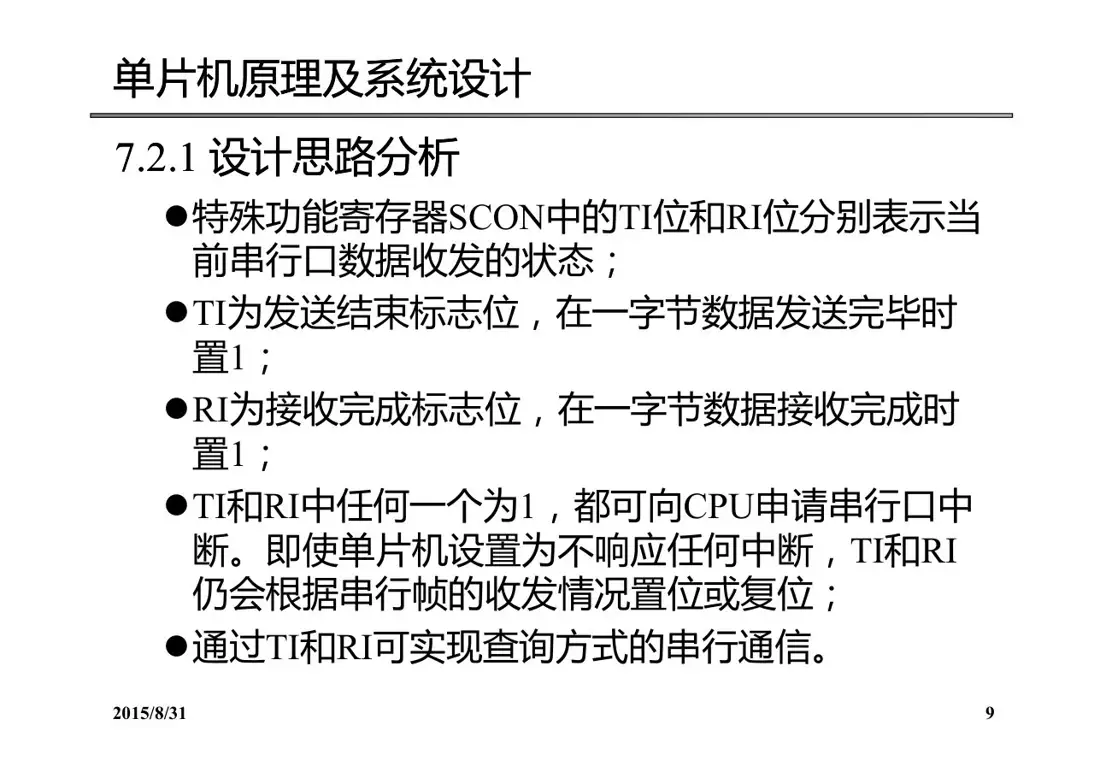 单片机原理及系统设计
7.2.1 设计思路分析
●特殊功能寄存器SCON中的TI位和RI位分别表示当
前串行口数据收发的状态；
●TI为发送结束标志位，在一字节数据发送完毕时
置1；
●RI为接收完成标志位，在一字节数据接收完成时
置1；
●TI和RI中任何一个为1，都可向CPU申请串行口中
断。即使单片机设置为不响应任何中断，TI和RI
仍会根据串行帧的收发情况置位或复位；
●通过TI和RI可实现查询方式的串行通信。
2015/8/31
9